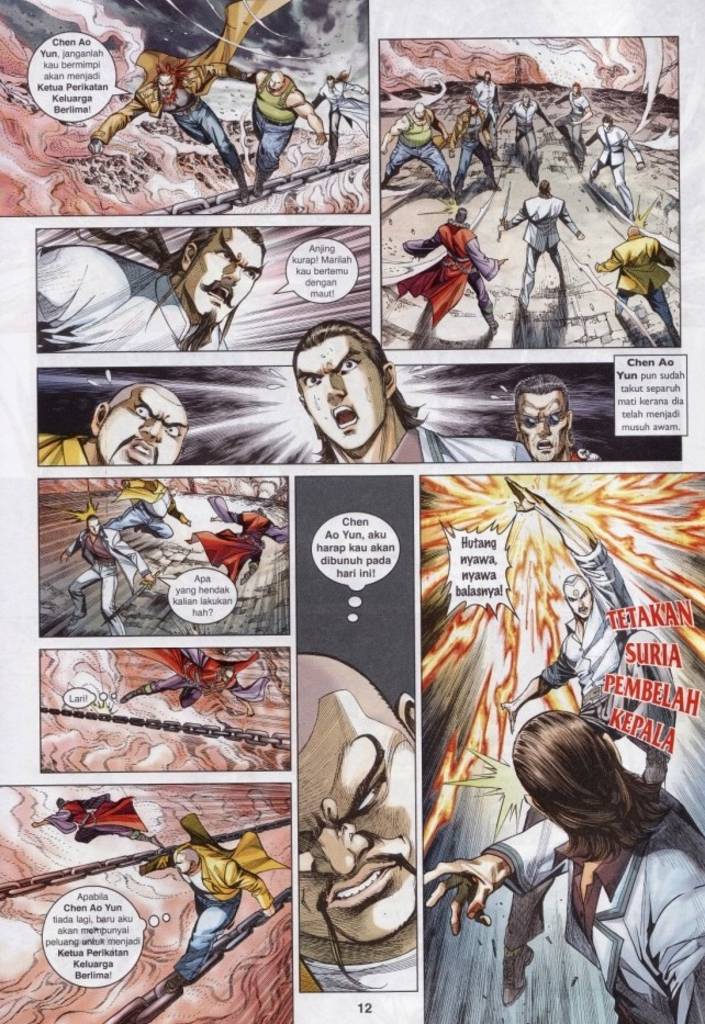 Chen Ao
Yun, janganlah
kau bermimpi
akan menjadi
Ketua Perikatan
Keluarga
Berlima!
Anjing
kurap! Marilah
kau bertemu
dengan
maut!
Chen Ao
Yun pun sudah
takut separuh
mati kerana dia
telah menjadi
musuh awam.
Apa
yang hendak
kalian lakukan
hah?
Lari!
Apabila
Chen Ao Yun
tiada lagi, baru aku
akan mempunyai
peluang untuk menjadi
Ketua Perikatan
Keluarga
Berlima!
Chen
Ao Yun, aku
harap kau akan
dibunuh pada
hari ini!
Hutang
nyawa,
nyawa
balasnya!
TETAKAN
SURIA
PEMBELAH
KEPALA
12